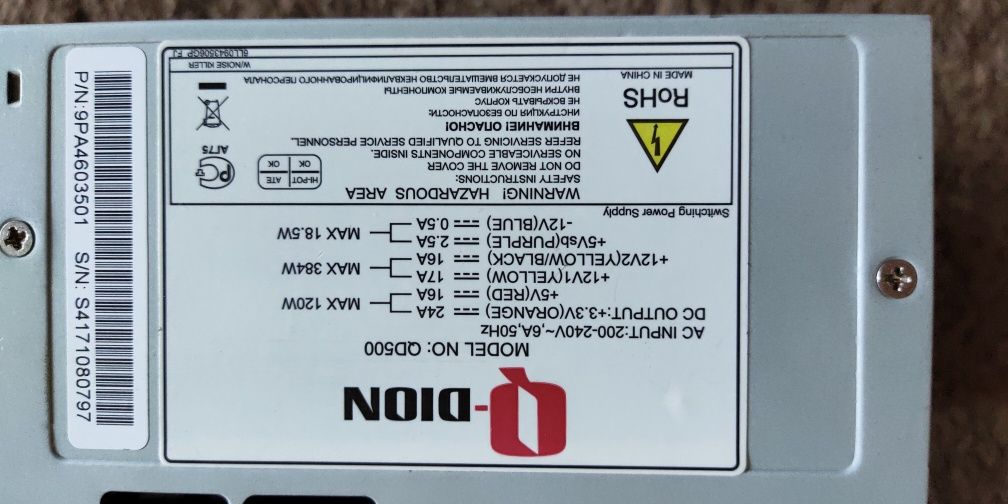 Q-DION
MODEL NO: QD500
AC INPUT:200-240V~,6A,50Hz
DC OUTPUT:+3.3V(ORANGE) 24A
+5V(RED) 16A
MAX 120W
+12V1(YELLOW) 17A
+12V2(YELLOW/BLACK) 16A
MAX 384W
+5Vsb(PURPLE) 2.5A
-12V(BLUE) 0.5A
MAX 18.5W
Switching Power Supply
WARNING! HAZARDOUS AREA
SAFETY INSTRUCTIONS:
DO NOT REMOVE THE COVER
NO SERVICEABLE COMPONENTS INSIDE.
REFER SERVICING TO QUALIFIED SERVICE PERSONNEL
ВНИМАНИЕ! ОПАСНО!
ИНСТРУКЦИЯ ПО БЕЗОПАСНОСТИ:
НЕ ВСКРЫВАТЬ КОРПУС
ВНУТРИ НЕОБСЛУЖИВАЕМЫЕ КОМПОНЕНТЫ
НЕ ДОПУСКАЕТСЯ ВМЕШАТЕЛЬСТВО НЕКВАЛИФИЦИРОВАННОГО ПЕРСОНАЛА
RoHS
MADE IN CHINA
HI-POT ATE
OK OK
АГ75
W/NOISE KILLER
6LL0943506GP FJ
P/N:9PA4603501 S/N: S4171080797